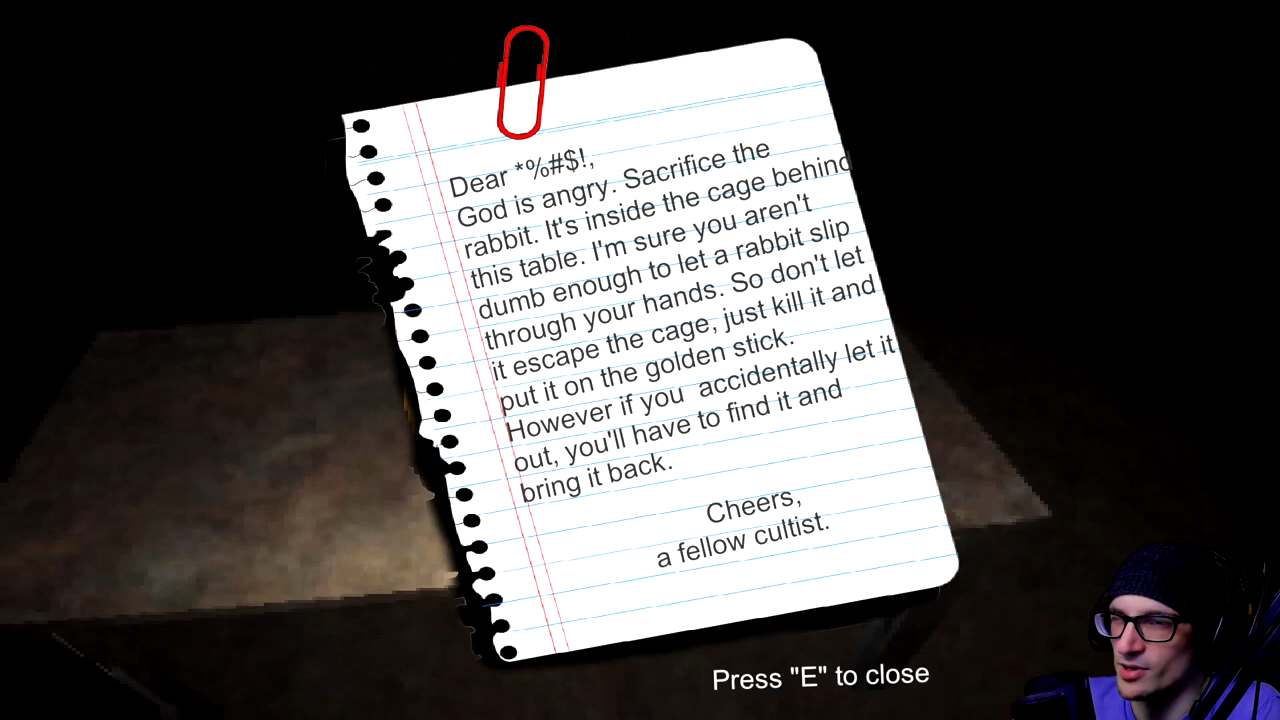 Dear *%#$!,
God is angry. Sacrifice the
rabbit. It's inside the cage behind
this table. I'm sure you aren't
dumb enough to let a rabbit slip
through your hands. So don't let
it escape the cage, just kill it and
put it on the golden stick.
However if you  accidentally let it
out, you'll have to find it and
bring it back.
Cheers,
a fellow cultist.
Press "E" to close